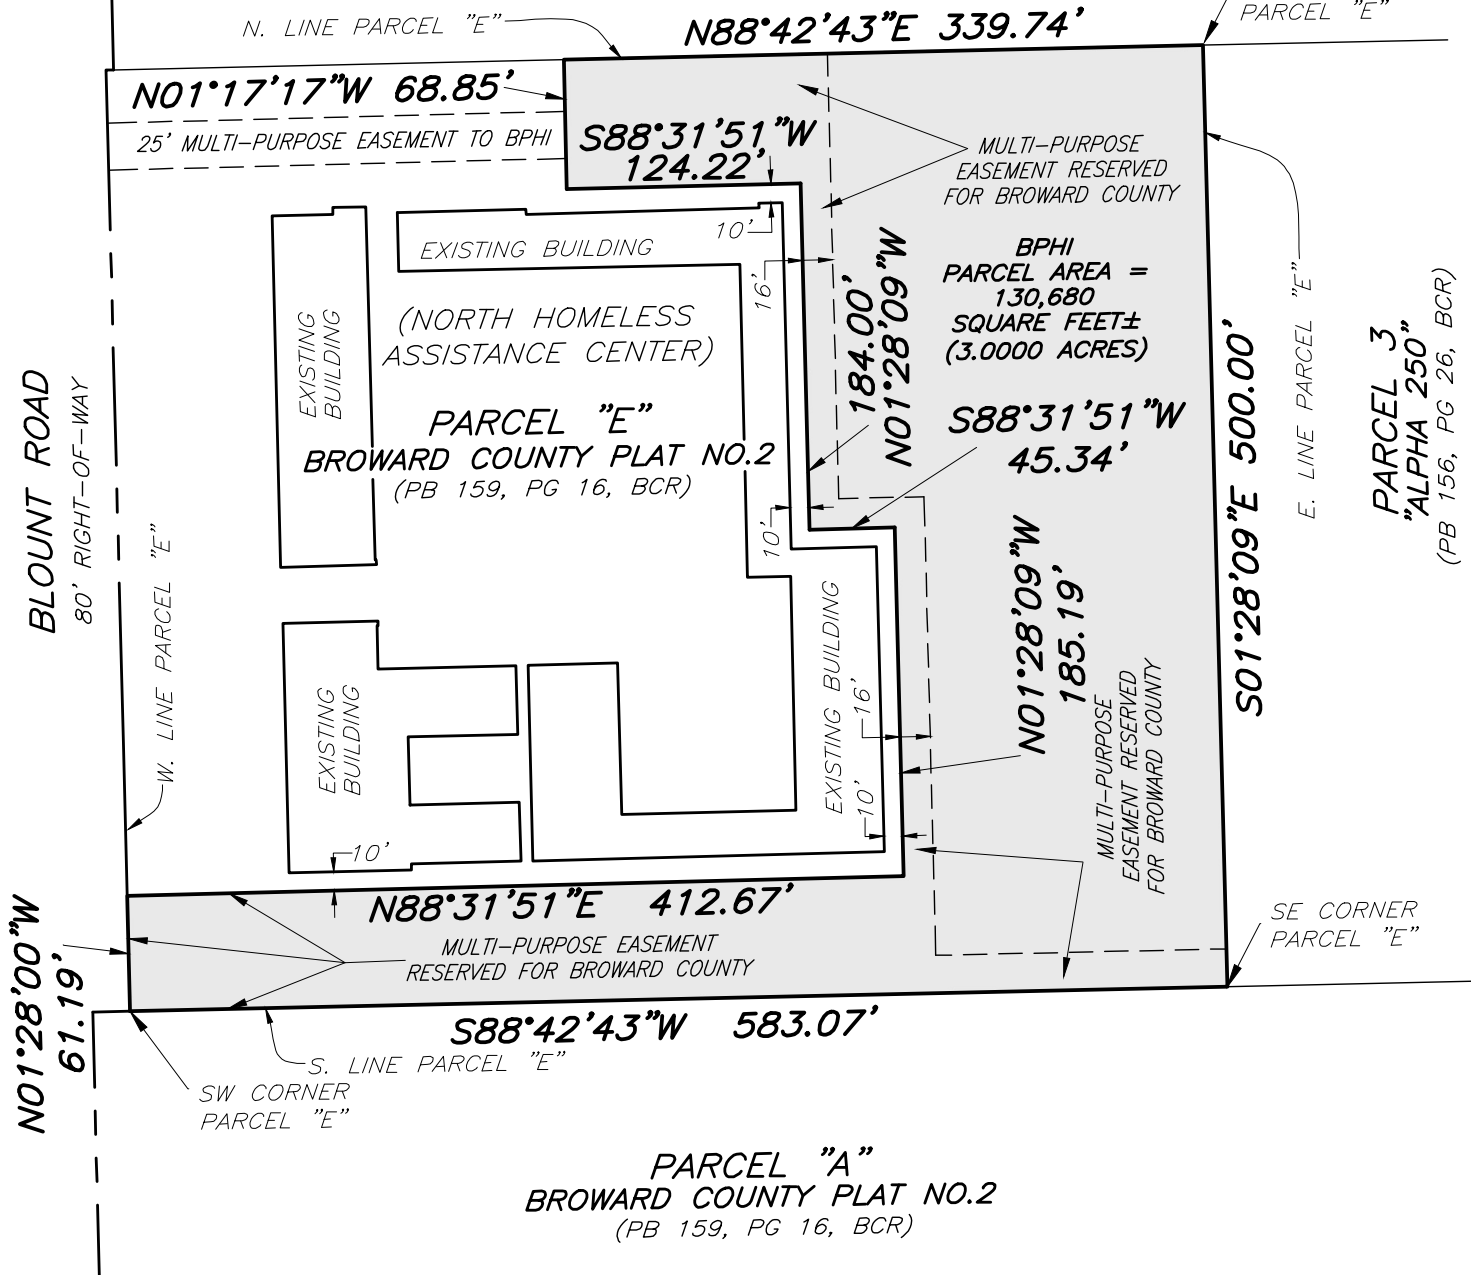 N. LINE PARCEL "E"
N88°42'43"E 339.74'
PARCEL "E"
N01°17'17"W 68.85'
25' MULTI-PURPOSE EASEMENT TO BPHI
S88°31'51"W
124.22'
MULTI-PURPOSE
EASEMENT RESERVED
FOR BROWARD COUNTY
EXISTING BUILDING
10'
16'
BPHI
PARCEL AREA =
130,680
SQUARE FEET±
(3.0000 ACRES)
184.00'
N01°28'09"W
EXISTING
BUILDING
(NORTH HOMELESS
ASSISTANCE CENTER)
PARCEL "E"
BROWARD COUNTY PLAT NO.2
(PB 159, PG 16, BCR)
S88°31'51"W
45.34'
S01°28'09"E 500.00'
E. LINE PARCEL "E"
PARCEL 3
"ALPHA 250"
(PB 156, PG 26, BCR)
BLOUNT ROAD
80' RIGHT-OF-WAY
W. LINE PARCEL "E"
10'
N01°28'09"W
185.19'
EXISTING BUILDING
16'
10'
EXISTING
BUILDING
MULTI-PURPOSE
EASEMENT RESERVED
FOR BROWARD COUNTY
10'
N88°31'51"E 412.67'
MULTI-PURPOSE EASEMENT
RESERVED FOR BROWARD COUNTY
N01°28'00"W
61.19'
SE CORNER
PARCEL "E"
S88°42'43"W 583.07'
S. LINE PARCEL "E"
SW CORNER
PARCEL "E"
PARCEL "A"
BROWARD COUNTY PLAT NO.2
(PB 159, PG 16, BCR)